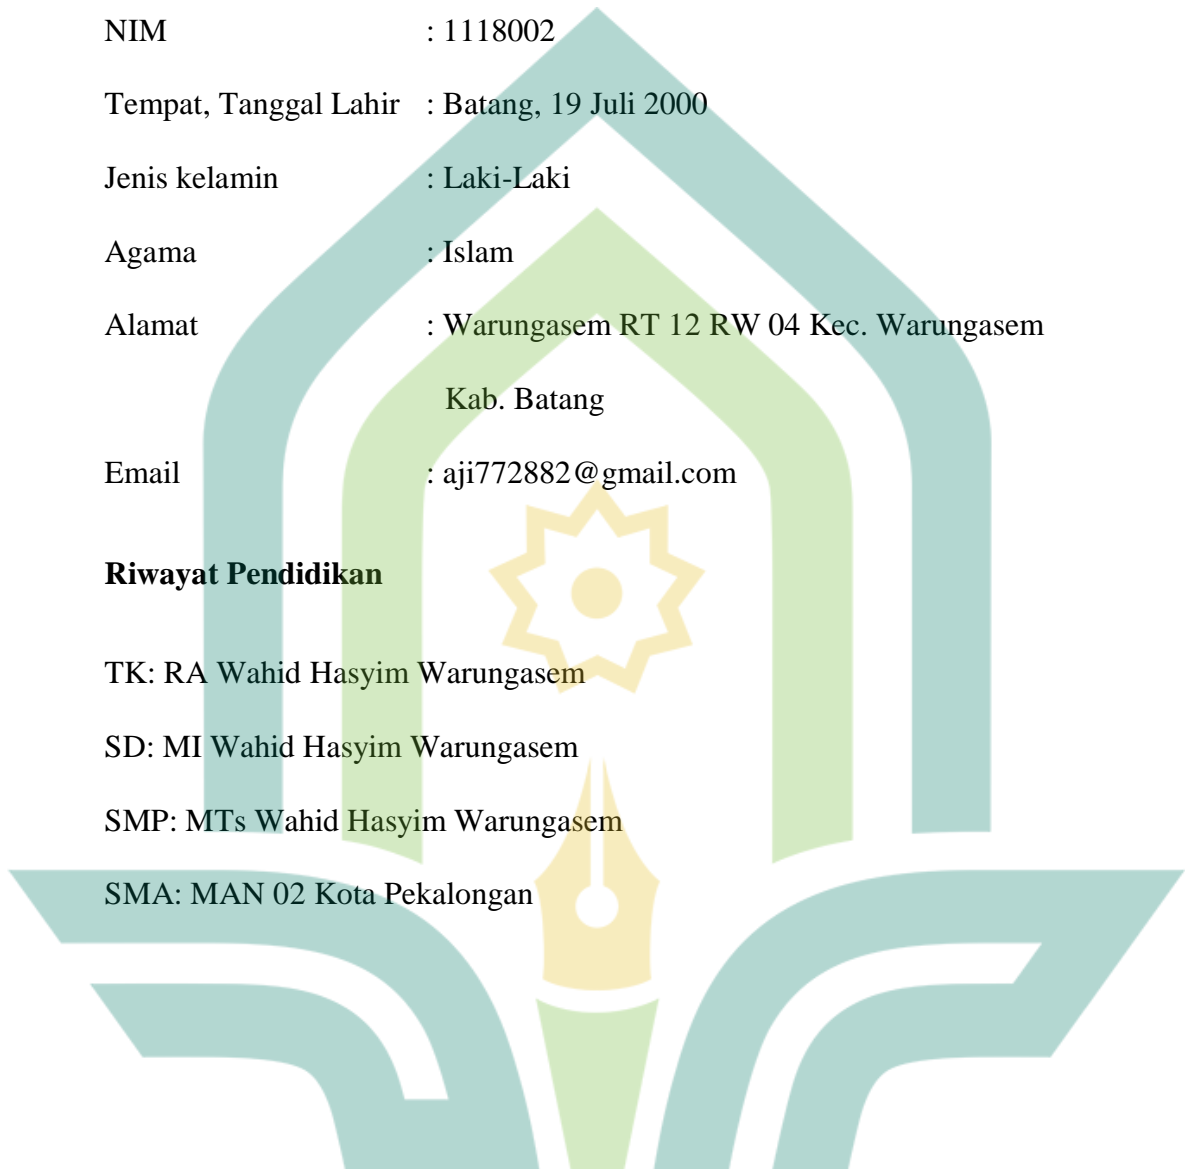 NIM : 1118002
Tempat, Tanggal Lahir : Batang, 19 Juli 2000
Jenis kelamin : Laki-Laki
Agama : Islam
Alamat : Warungasem RT 12 RW 04 Kec. Warungasem
Kab. Batang
Email : aji772882@gmail.com
Riwayat Pendidikan
TK: RA Wahid Hasyim Warungasem
SD: MI Wahid Hasyim Warungasem
SMP: MTs Wahid Hasyim Warungasem
SMA: MAN 02 Kota Pekalongan